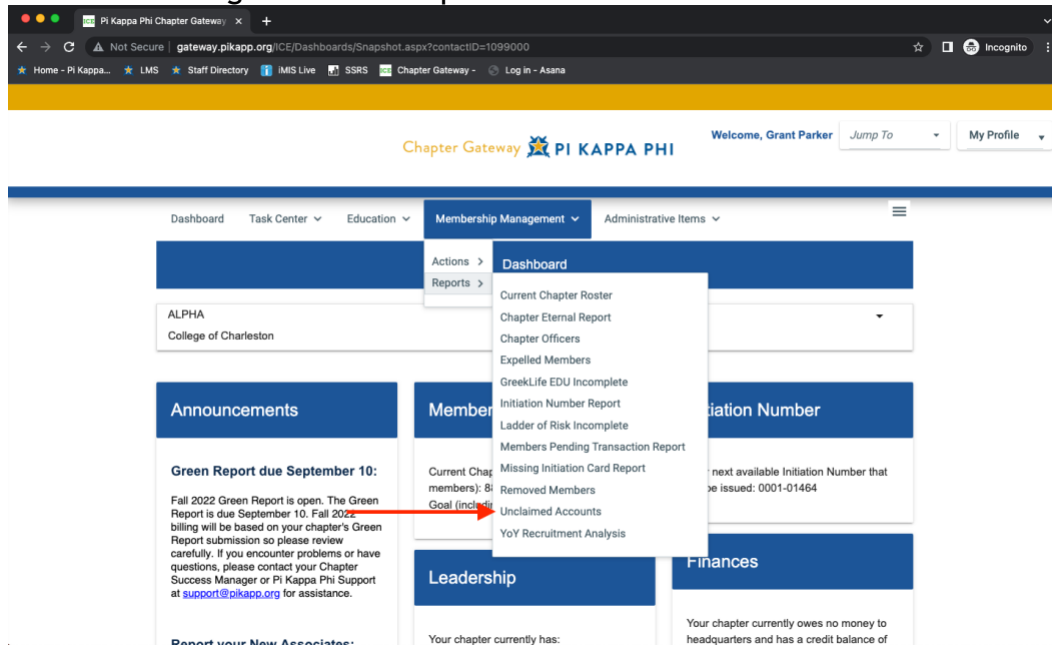 Pi Kappa Phi Chapter Gateway
Not Secure | gateway.pikapp.org/ICE/Dashboards/Snapshot.aspx?contactID=1099000
Incognito
Home - Pi Kappa... LMS Staff Directory iMIS Live SSRS Chapter Gateway - Log in - Asana
Chapter Gateway PI KAPPA PHI
Welcome, Grant Parker
Jump To
My Profile
Dashboard Task Center Education Membership Management Administrative Items
Actions >
Reports >
Dashboard
Current Chapter Roster
Chapter Eternal Report
Chapter Officers
Expelled Members
GreekLife EDU Incomplete
Initiation Number Report
Ladder of Risk Incomplete
Members Pending Transaction Report
Missing Initiation Card Report
Removed Members
Unclaimed Accounts
YoY Recruitment Analysis
ALPHA
College of Charleston
Announcements
Green Report due September 10:
Fall 2022 Green Report is open. The Green
Report is due September 10. Fall 2022
billing will be based on your chapter's Green
Report submission so please review
carefully. If you encounter problems or have
questions, please contact your Chapter
Success Manager or Pi Kappa Phi Support
at support@pikapp.org for assistance.
Report your New Associates:
Member
Current Chap
members): 8
Goal (includi
Leadership
Your chapter currently has:
tiation Number
next available Initiation Number that
be issued: 0001-01464
Finances
Your chapter currently owes no money to
headquarters and has a credit balance of